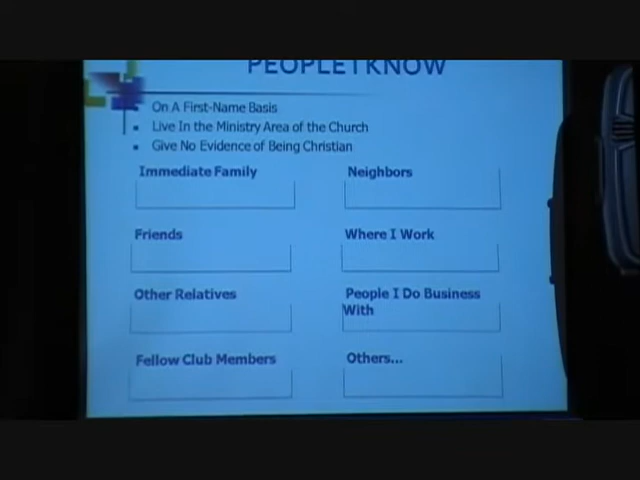 PEOPLE I KNOW
On A First-Name Basis
Live In the Ministry Area of the Church
Give No Evidence of Being Christian
Immediate Family
Neighbors
Friends
Where I Work
Other Relatives
People I Do Business
With
Fellow Club Members
Others...